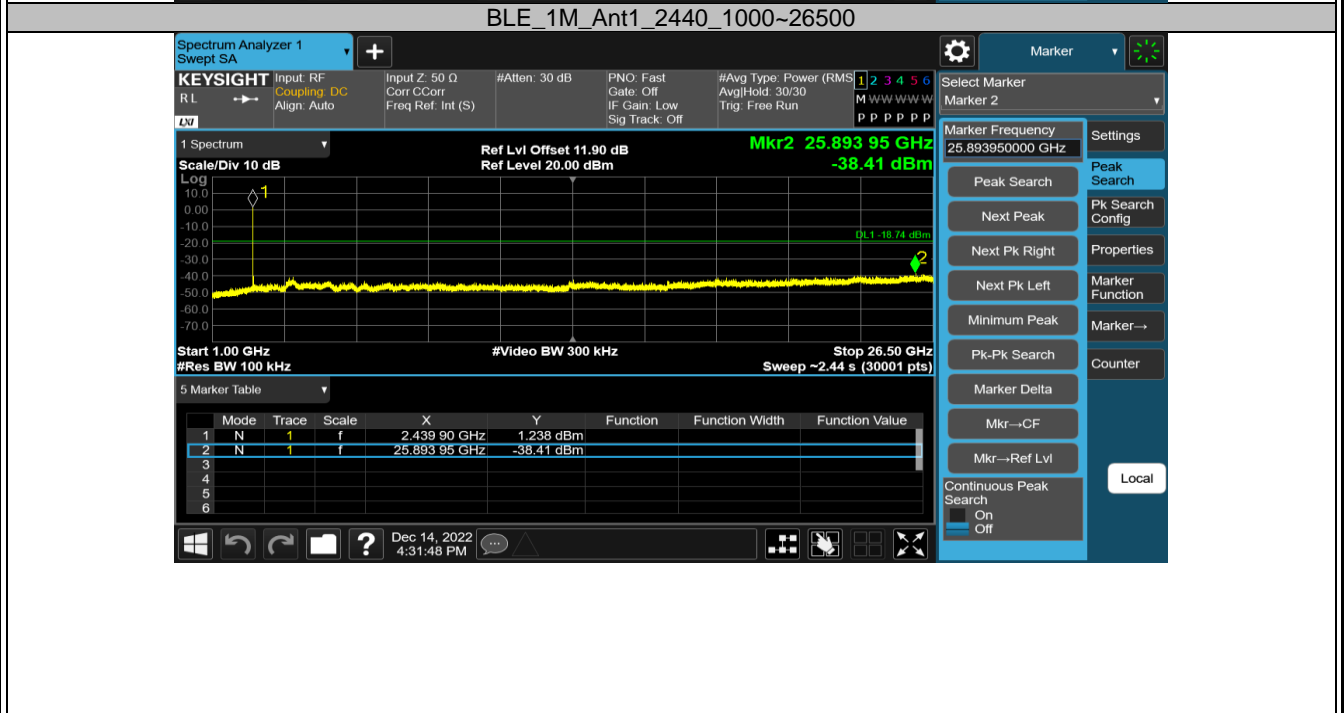 BLE_1M_Ant1_2440_1000~26500
Spectrum Analyzer 1
Swept SA
+
Marker
KEYSIGHT
R L
LXI
Input: RF
Coupling: DC
Align: Auto
Input Z: 50 Ω
Corr CCorr
Freq Ref: Int (S)
#Atten: 30 dB
PNO: Fast
Gate: Off
IF Gain: Low
Sig Track: Off
#Avg Type: Power (RMS
Avg|Hold: 30/30
Trig: Free Run
1 2 3 4 5 6
M W W W W W
P P P P P P
Select Marker
Marker 2
1 Spectrum
Scale/Div 10 dB
Ref Lvl Offset 11.90 dB
Ref Level 20.00 dBm
Mkr2 25.893 95 GHz
-38.41 dBm
Log
10.0
0.00
-10.0
-20.0
-30.0
-40.0
-50.0
-60.0
-70.0
1
DL1 -18.74 dBm
2
Start 1.00 GHz
#Res BW 100 kHz
#Video BW 300 kHz
Stop 26.50 GHz
Sweep ~2.44 s (30001 pts)
5 Marker Table
Mode Trace Scale X Y Function Function Width Function Value
1 N 1 f 2.439 90 GHz 1.238 dBm
2 N 1 f 25.893 95 GHz -38.41 dBm
3
4
5
6
Marker Frequency
25.893950000 GHz
Peak Search
Next Peak
Next Pk Right
Next Pk Left
Minimum Peak
Pk-Pk Search
Marker Delta
Mkr→CF
Mkr→Ref Lvl
Continuous Peak
Search
On
Off
Settings
Peak
Search
Pk Search
Config
Properties
Marker
Function
Marker→
Counter
Local
?
Dec 14, 2022
4:31:48 PM